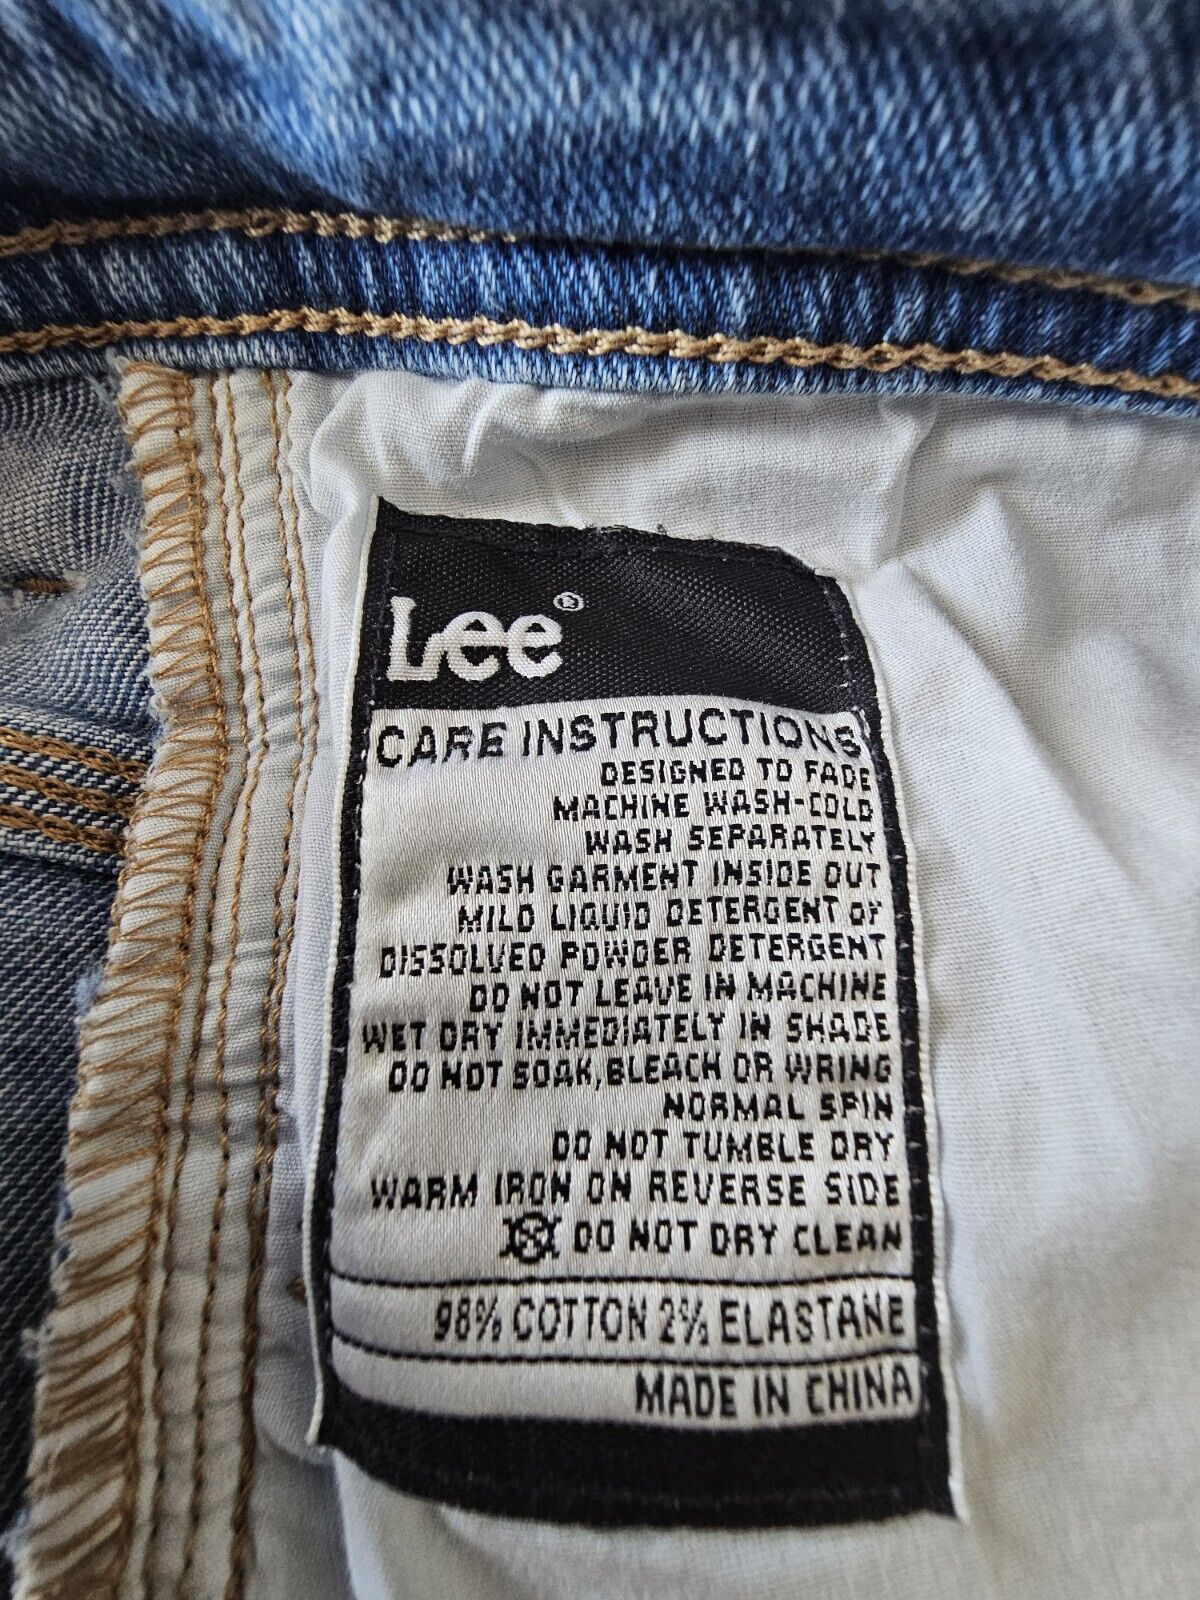 Lee®
CARE INSTRUCTIONS
DESIGNED TO FADE
MACHINE WASH-COLD
WASH SEPARATELY
WASH GARMENT INSIDE OUT
MILD LIQUID DETERGENT OF
DISSOLVED POWDER DETERGENT
DO NOT LEAVE IN MACHINE
WET DRY IMMEDIATELY IN SHADE
DO NOT SOAK,BLEACH OR WRING
NORMAL SPIN
DO NOT TUMBLE DRY
WARM IRON ON REVERSE SIDE
DO NOT DRY CLEAN
98% COTTON 2% ELASTANE
MADE IN CHINA